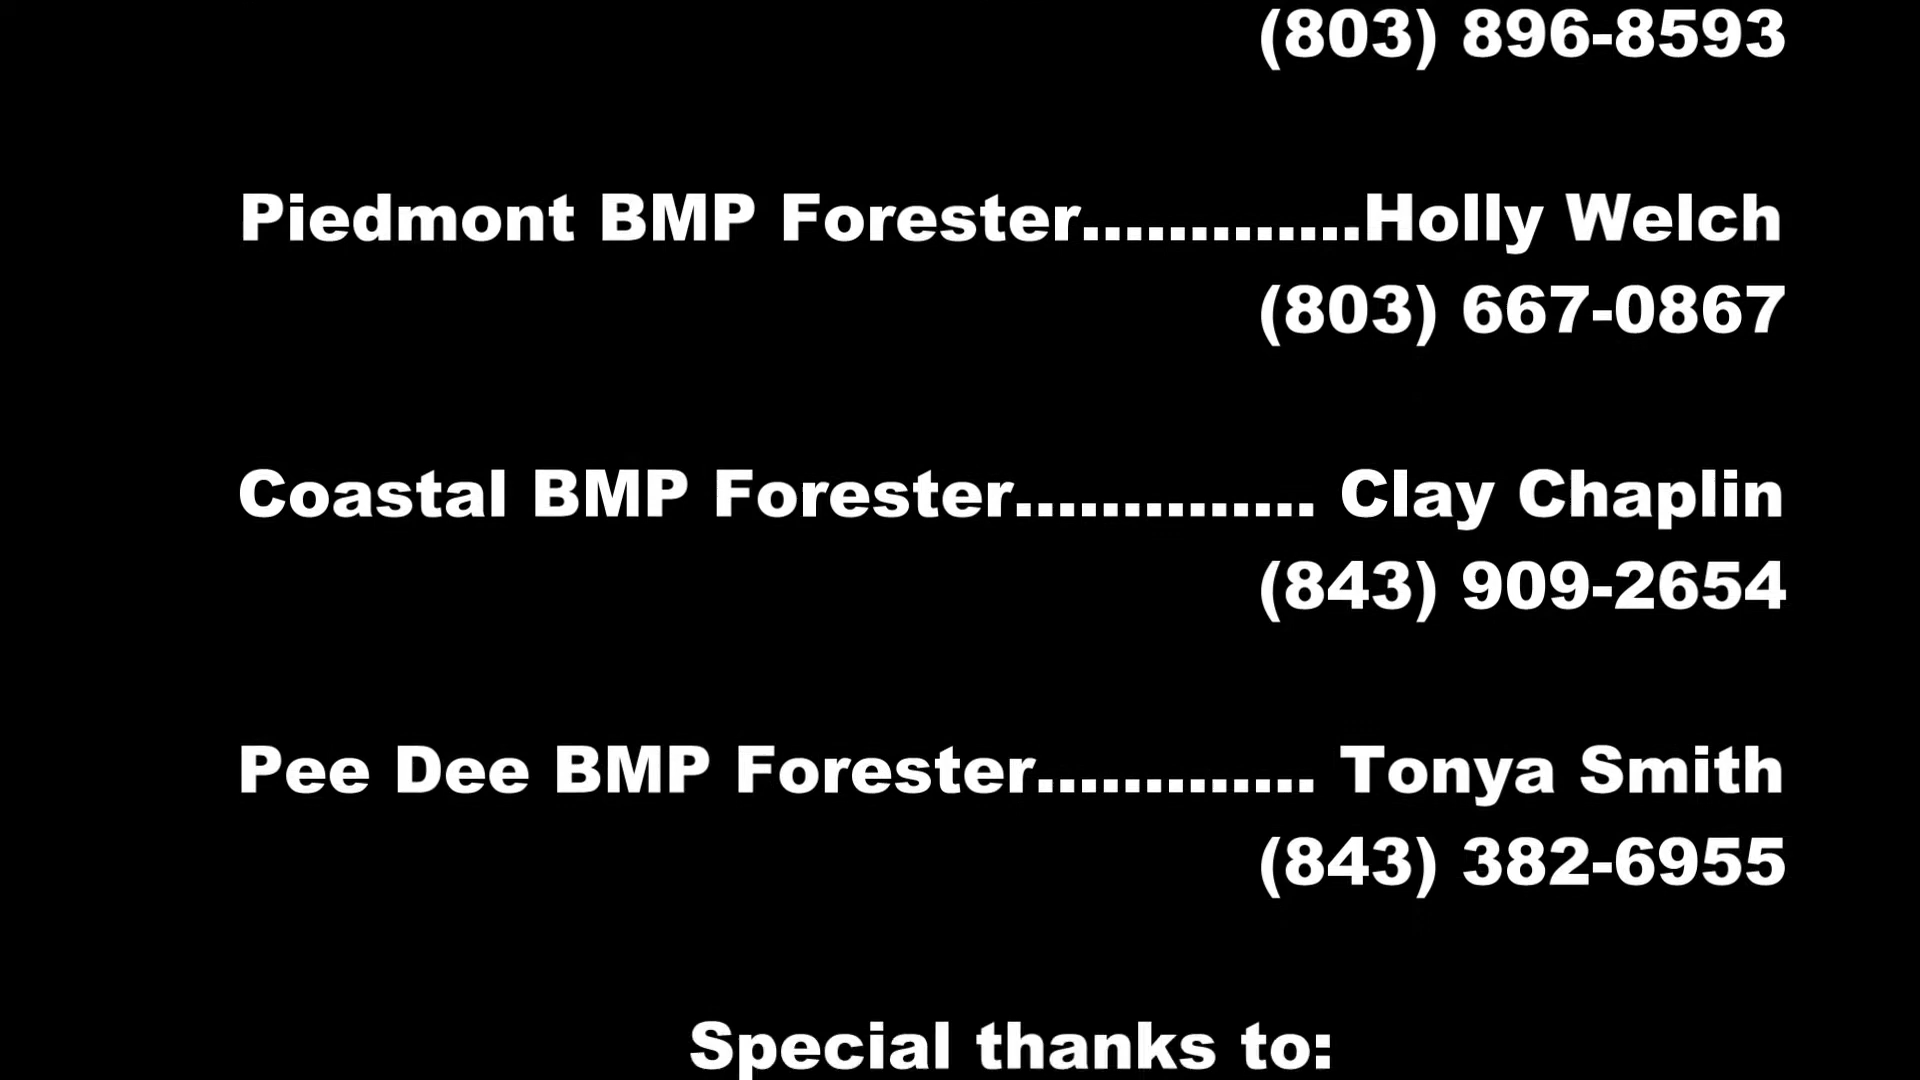 (803) 896-8593
Piedmont BMP Forester.............Holly Welch
(803) 667-0867
Coastal BMP Forester.............. Clay Chaplin
(843) 909-2654
Pee Dee BMP Forester............. Tonya Smith
(843) 382-6955
Special thanks to: